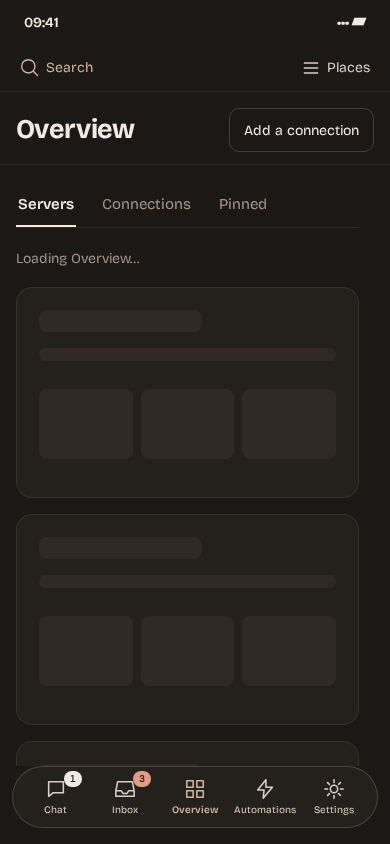 09:41
Search
Places
Overview
Add a connection
Servers
Connections
Pinned
Loading Overview...
1
3
Chat
Inbox
Overview
Automations
Settings